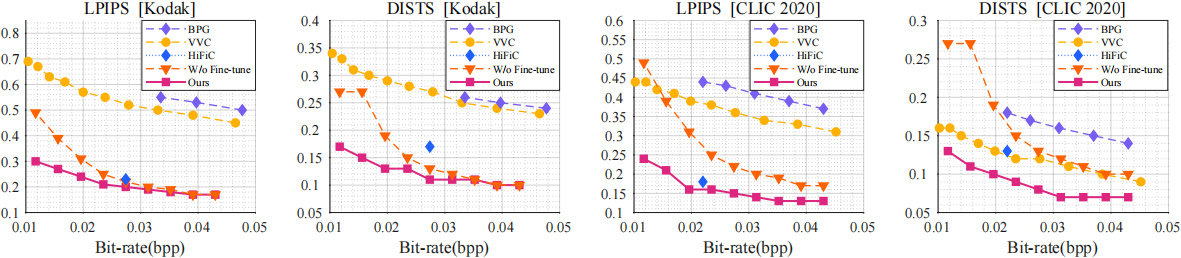 LPIPS [Kodak]
0.8
0.7
0.6
0.5
0.4
0.3
0.2
0.1
0.01 0.02 0.03 0.04 0.05
Bit-rate(bpp)
BPG
VVC
HiFiC
W/o Fine-tune
Ours
DISTS [Kodak]
0.4
0.35
0.3
0.25
0.2
0.15
0.1
0.05
0.01 0.02 0.03 0.04 0.05
Bit-rate(bpp)
BPG
VVC
HiFiC
W/o Fine-tune
Ours
LPIPS [CLIC 2020]
0.6
0.55
0.5
0.45
0.4
0.35
0.3
0.25
0.2
0.15
0.1
0.01 0.02 0.03 0.04 0.05
Bit-rate(bpp)
BPG
VVC
HiFiC
W/o Fine-tune
Ours
DISTS [CLIC 2020]
0.3
0.25
0.2
0.15
0.1
0.05
0.01 0.02 0.03 0.04 0.05
Bit-rate(bpp)
BPG
VVC
HiFiC
W/o Fine-tune
Ours